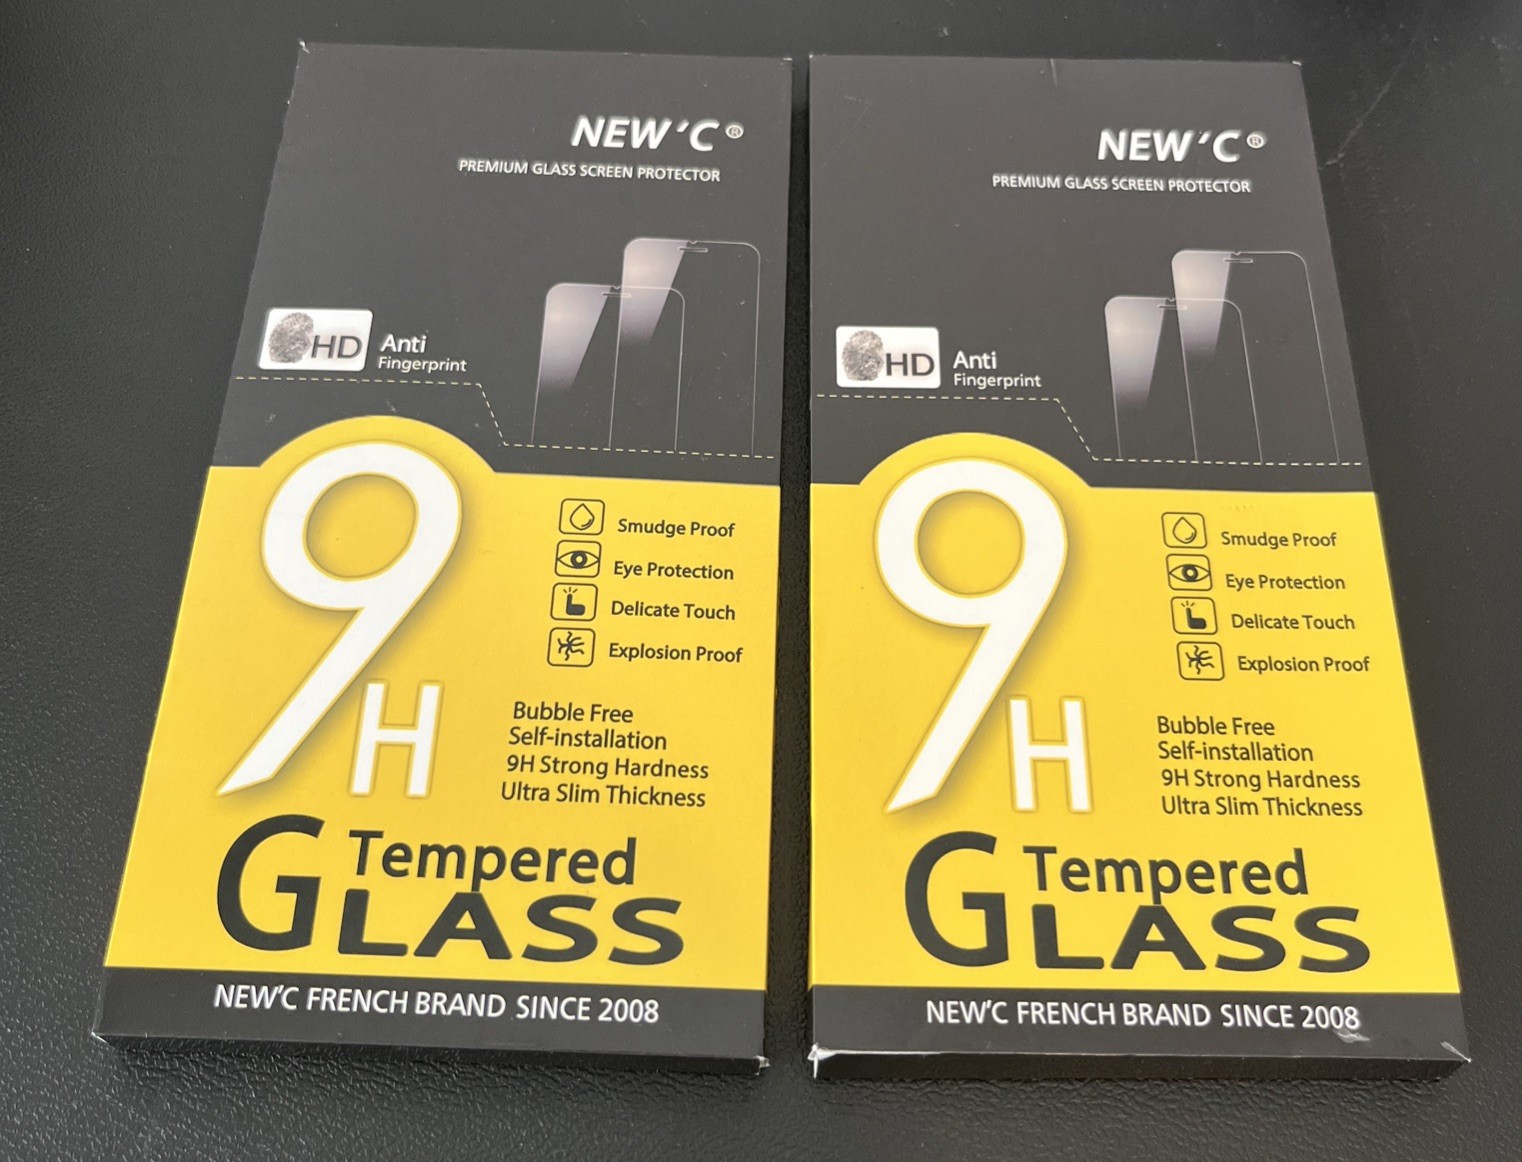 NEW'C®
PREMIUM GLASS SCREEN PROTECTOR
HD Anti
Fingerprint
9H
Smudge Proof
Eye Protection
Delicate Touch
Explosion Proof
Bubble Free
Self-installation
9H Strong Hardness
Ultra Slim Thickness
Tempered
GLASS
NEW'C FRENCH BRAND SINCE 2008
NEW'C®
PREMIUM GLASS SCREEN PROTECTOR
HD Anti
Fingerprint
9H
Smudge Proof
Eye Protection
Delicate Touch
Explosion Proof
Bubble Free
Self-installation
9H Strong Hardness
Ultra Slim Thickness
Tempered
GLASS
NEW'C FRENCH BRAND SINCE 2008